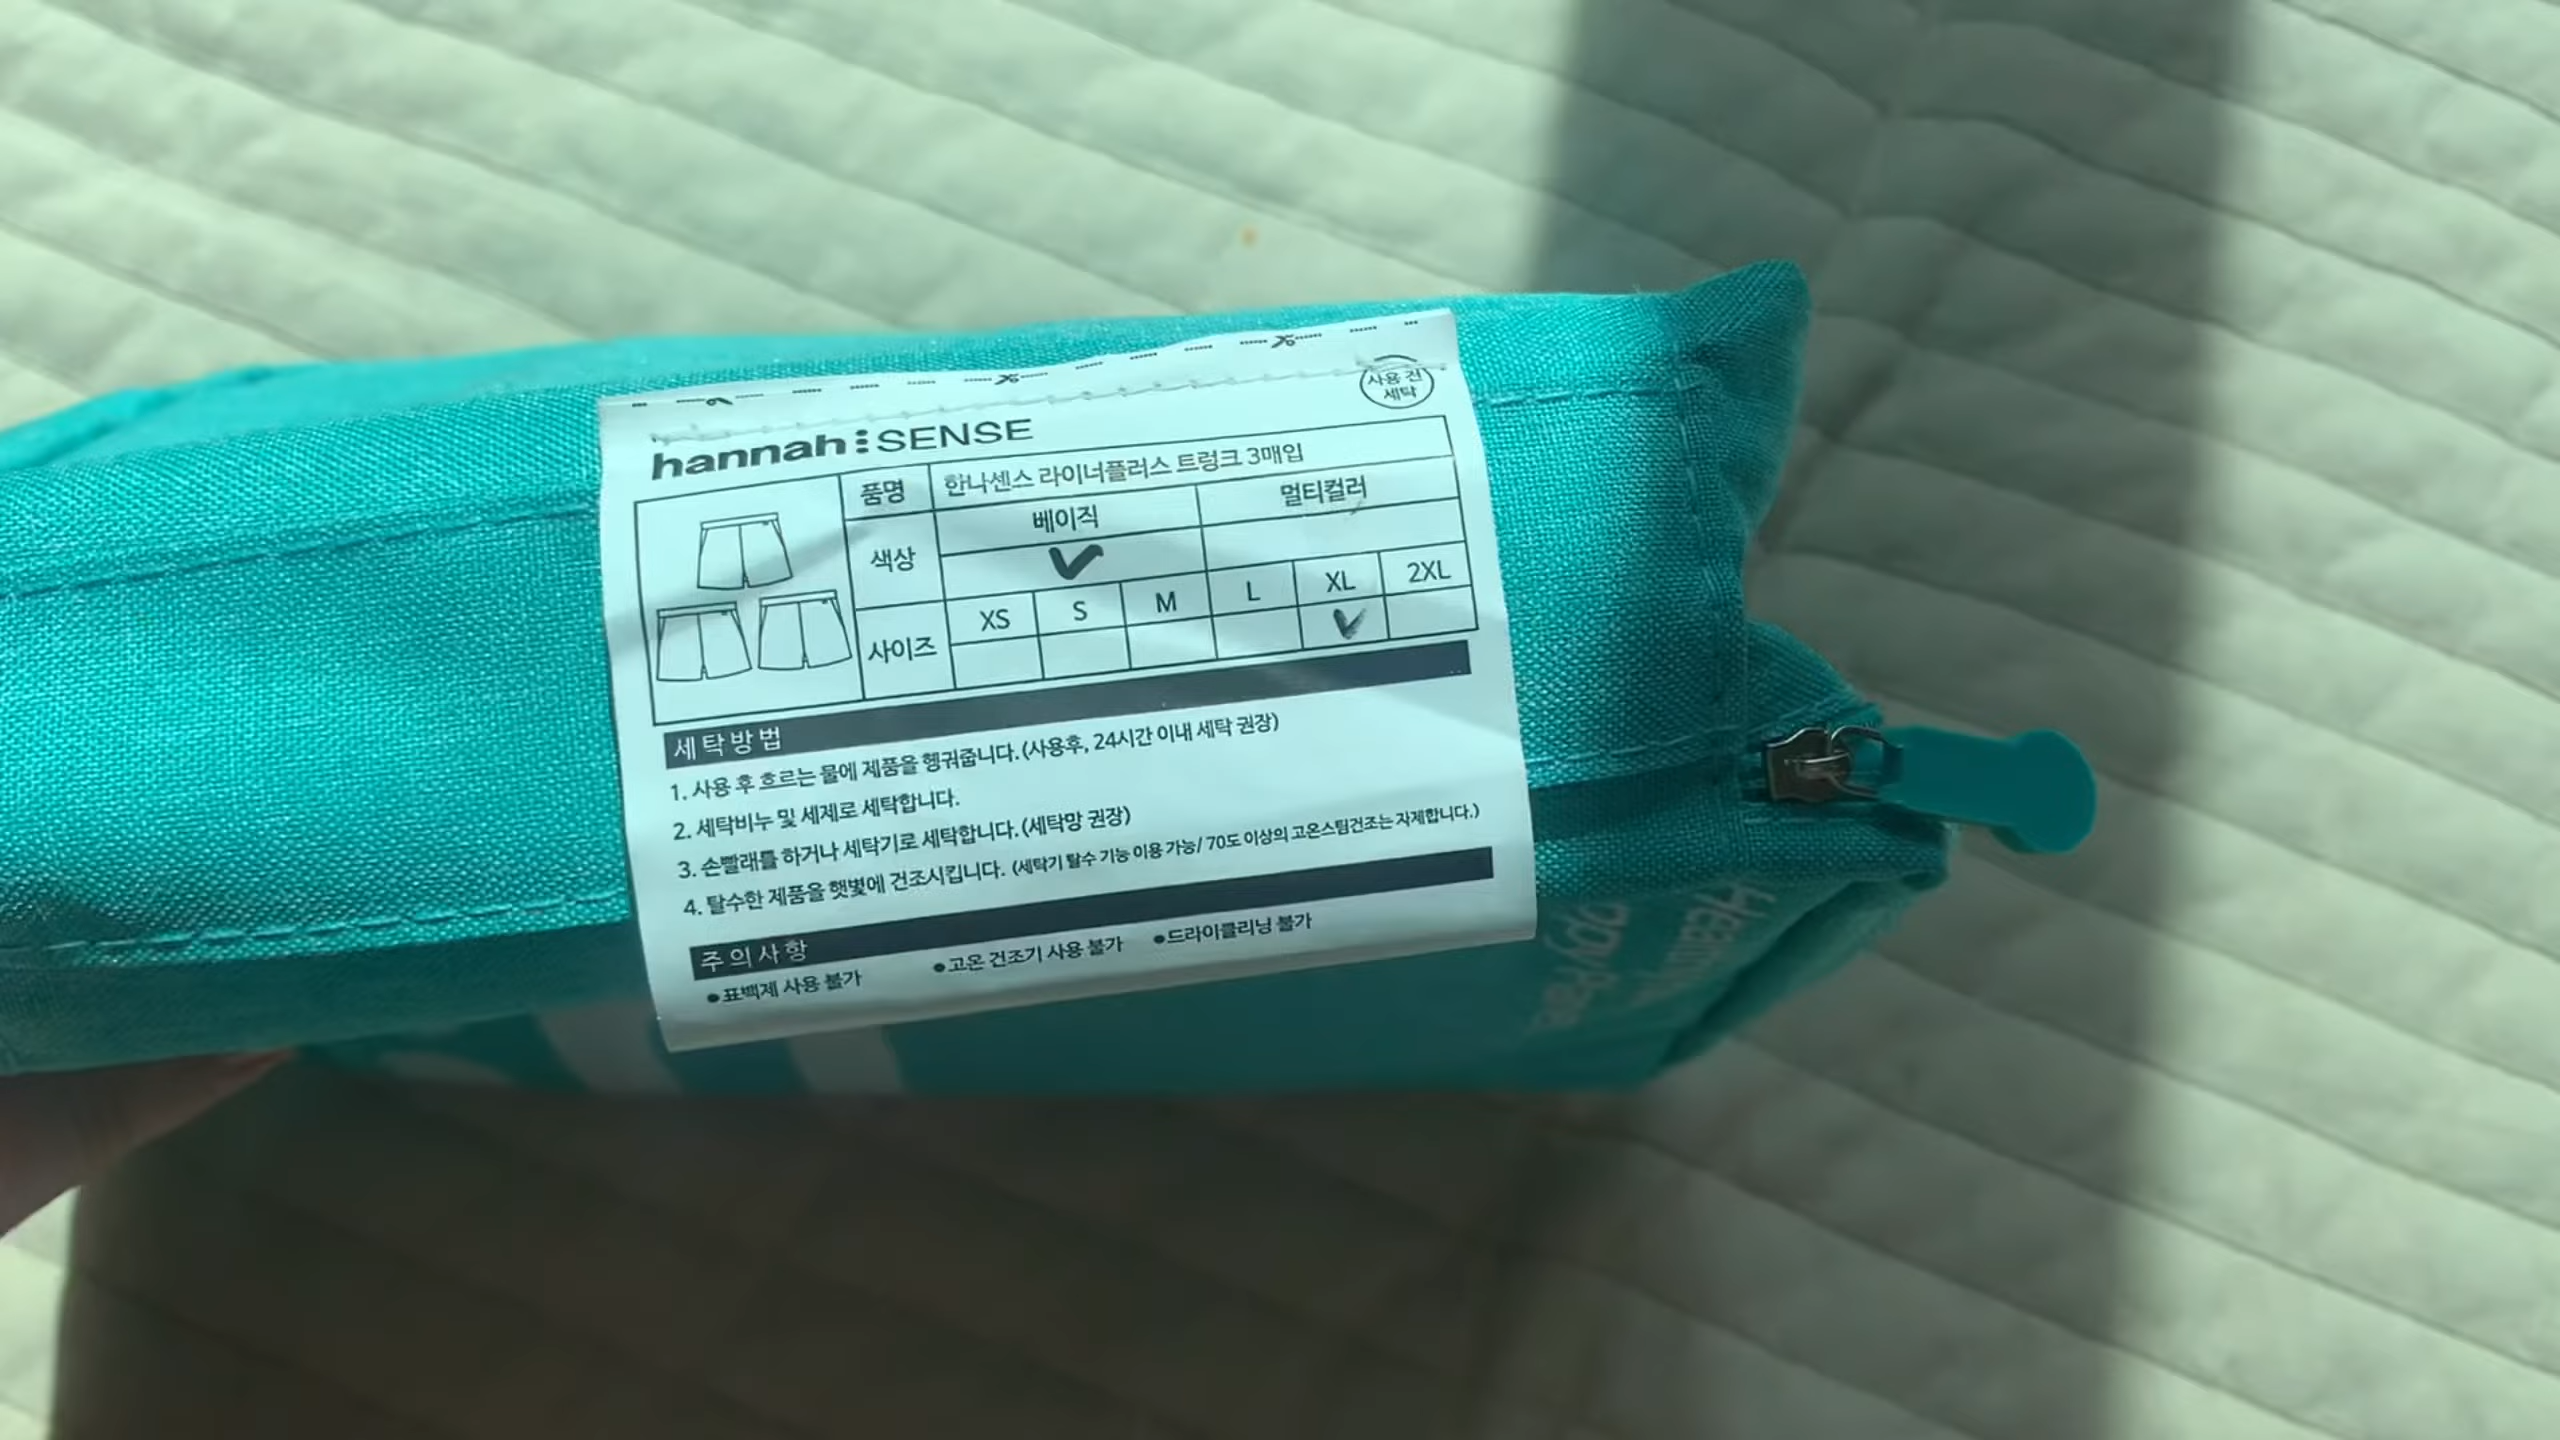 사용 전
세탁
hannah:SENSE
품명 한나센스 라이너플러스 트렁크 3매입
색상 베이직 멀티컬러
사이즈 XS S M L XL 2XL
세탁방법
1. 사용 후 흐르는 물에 제품을 헹궈줍니다. (사용후, 24시간 이내 세탁 권장)
2. 세탁비누 및 세제로 세탁합니다.
3. 손빨래를 하거나 세탁기로 세탁합니다. (세탁망 권장)
4. 탈수한 제품을 햇볕에 건조시킵니다. (세탁기 탈수 기능 이용 가능/ 70도 이상의 고온스팀건조는 자제합니다.)
주의사항
●표백제 사용 불가 ●고온 건조기 사용 불가 ●드라이클리닝 불가